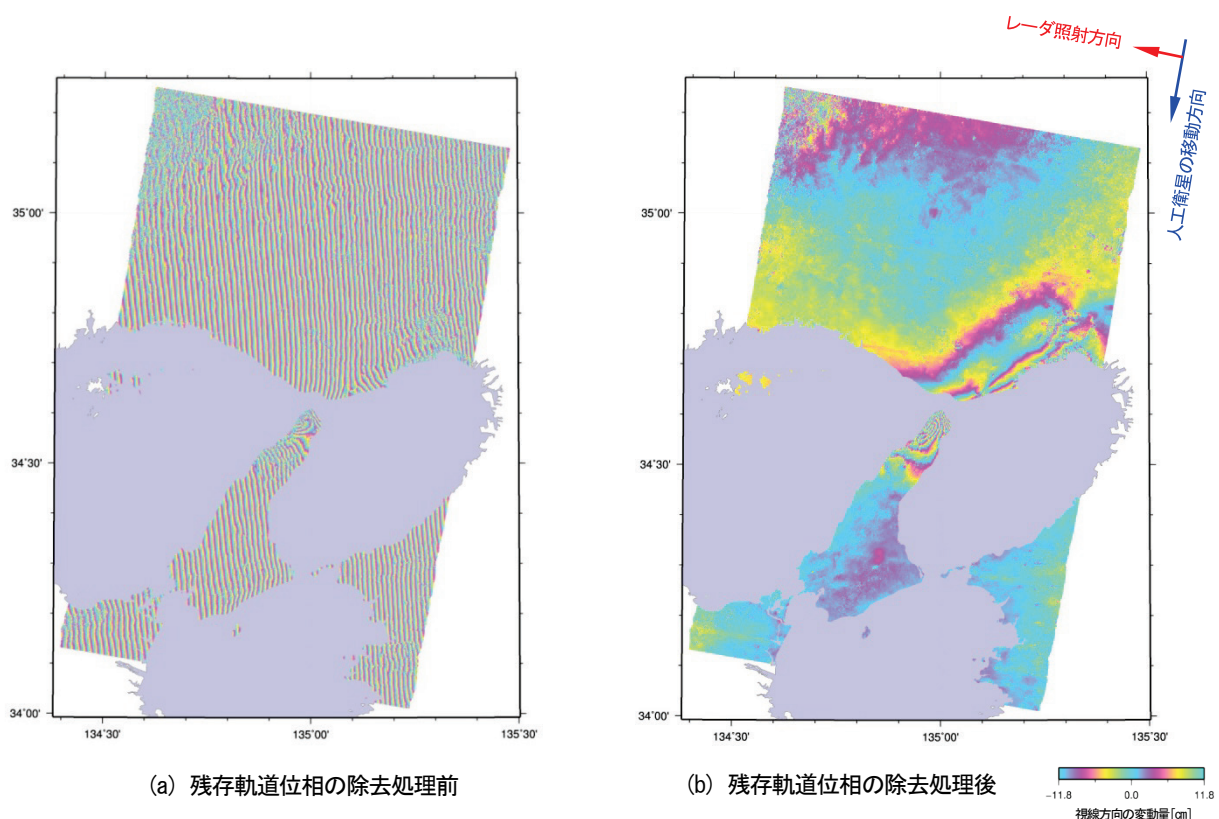 レーダ照射方向
人工衛星の移動方向
35°00'
34°30'
34°00'
134°30'
135°00'
135°30'
35°00'
34°30'
34°00'
134°30'
135°00'
135°30'
(a) 残存軌道位相の除去処理前
(b) 残存軌道位相の除去処理後
-11.8 0.0 11.8
視線方向の変動量[cm]